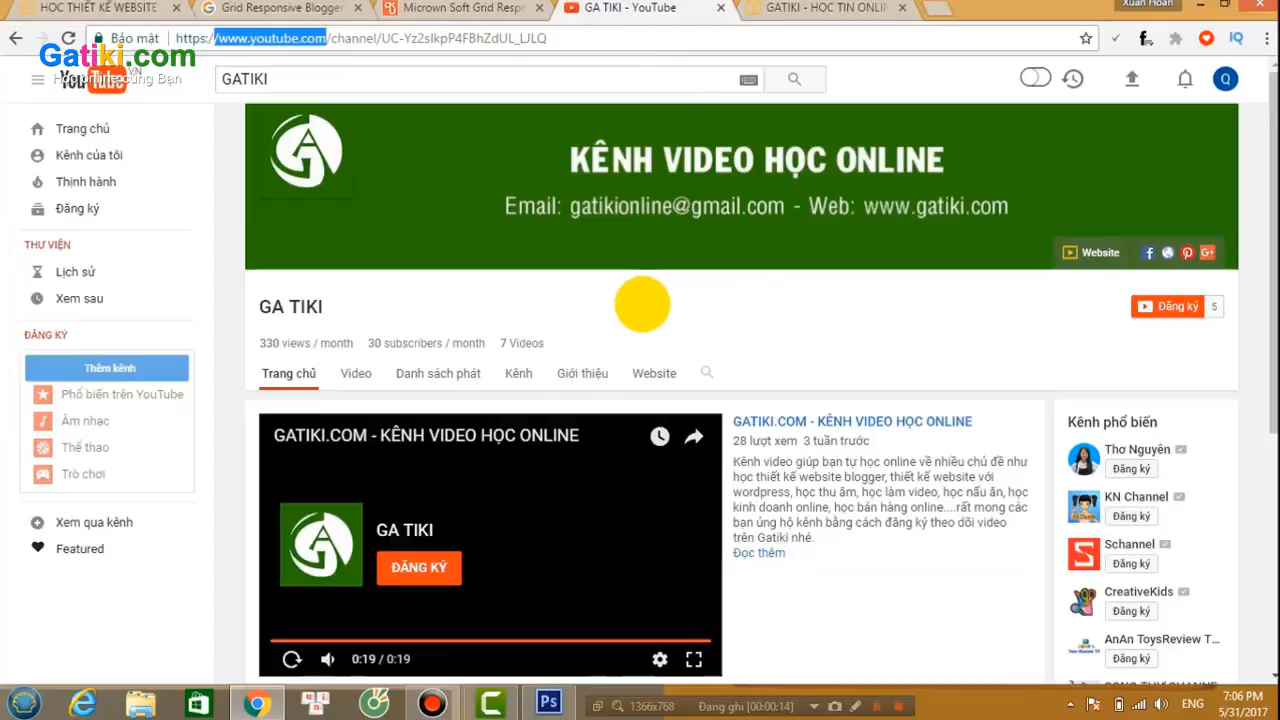 HỌC THIẾT KẾ WEBSITE
Grid Responsive Blogger
Micrown Soft Grid Respo
GA TIKI - YouTube
GATIKI - HỌC TIN ONLIN
Xuân Hoàn
Bảo mật
https://www.youtube.com/channel/UC-Yz2sIkpP4FBhZdUL_LJLQ
Gatiki.com
Học online cùng Bạn
YouTube VN
GATIKI
Q
Trang chủ
Kênh của tôi
Thịnh hành
Đăng ký
THƯ VIỆN
Lịch sử
Xem sau
ĐĂNG KÝ
Thêm kênh
Phổ biến trên YouTube
Âm nhạc
Thể thao
Trò chơi
Xem qua kênh
Featured
KÊNH VIDEO HỌC ONLINE
Email: gatikionline@gmail.com - Web: www.gatiki.com
Website
GA TIKI
Đăng ký 5
330 views / month 30 subscribers / month 7 Videos
Trang chủ Video Danh sách phát Kênh Giới thiệu Website
GATIKI.COM - KÊNH VIDEO HỌC ONLINE
GA TIKI
ĐĂNG KÝ
0:19 / 0:19
GATIKI.COM - KÊNH VIDEO HỌC ONLINE
28 lượt xem 3 tuần trước
Kênh video giúp bạn tự học online về nhiều chủ đề như
học thiết kế website blogger, thiết kế website với
wordpress, học thu âm, học làm video, học nấu ăn, học
kinh doanh online, học bán hàng online....rất mong các
bạn ủng hộ kênh bằng cách đăng ký theo dõi video
trên Gatiki nhé.
Đọc thêm
Kênh phổ biến
Thơ Nguyễn
Đăng ký
KN Channel
Đăng ký
Schannel
Đăng ký
CreativeKids
Đăng ký
AnAn ToysReview T...
Đăng ký
1366x768
Đang ghi [00:00:14]
ENG
7:06 PM
5/31/2017